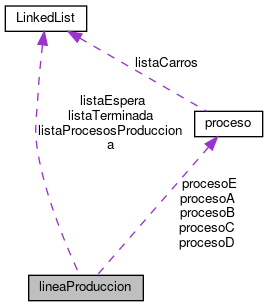 LinkedList
listaCarros
listaEspera
listaTerminada
listaProcesosProduccion
a
proceso
procesoE
procesoA
procesoB
procesoC
procesoD
lineaProduccion